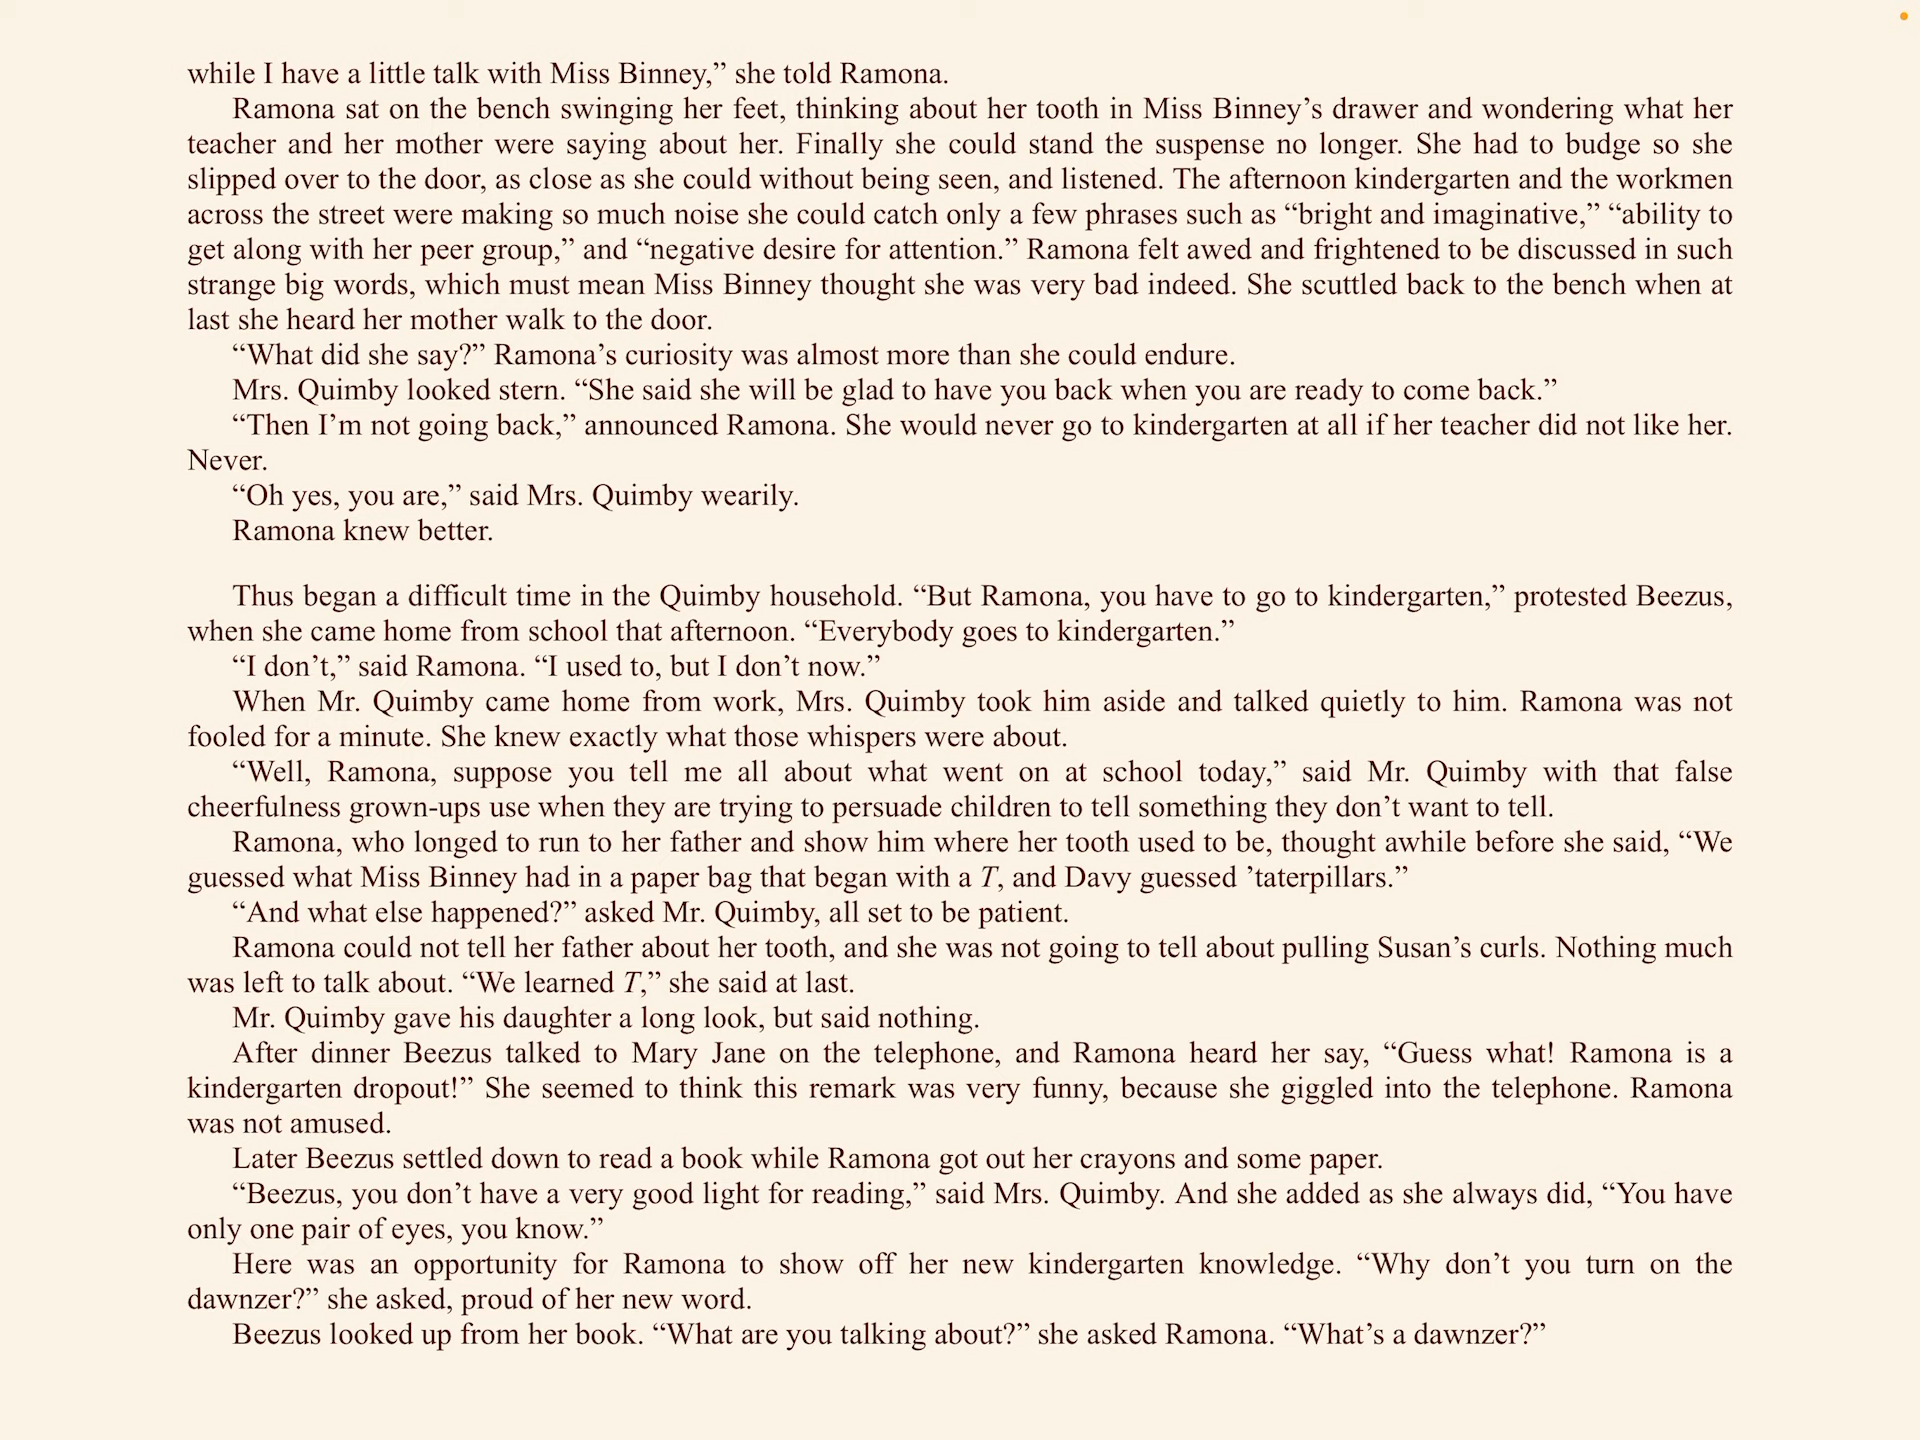 while I have a little talk with Miss Binney,” she told Ramona.
Ramona sat on the bench swinging her feet, thinking about her tooth in Miss Binney’s drawer and wondering what her
teacher and her mother were saying about her. Finally she could stand the suspense no longer. She had to budge so she
slipped over to the door, as close as she could without being seen, and listened. The afternoon kindergarten and the workmen
across the street were making so much noise she could catch only a few phrases such as “bright and imaginative,” “ability to
get along with her peer group,” and “negative desire for attention.” Ramona felt awed and frightened to be discussed in such
strange big words, which must mean Miss Binney thought she was very bad indeed. She scuttled back to the bench when at
last she heard her mother walk to the door.
“What did she say?” Ramona’s curiosity was almost more than she could endure.
Mrs. Quimby looked stern. “She said she will be glad to have you back when you are ready to come back.”
“Then I’m not going back,” announced Ramona. She would never go to kindergarten at all if her teacher did not like her.
Never.
“Oh yes, you are,” said Mrs. Quimby wearily.
Ramona knew better.
Thus began a difficult time in the Quimby household. “But Ramona, you have to go to kindergarten,” protested Beezus,
when she came home from school that afternoon. “Everybody goes to kindergarten.”
“I don’t,” said Ramona. “I used to, but I don’t now.”
When Mr. Quimby came home from work, Mrs. Quimby took him aside and talked quietly to him. Ramona was not
fooled for a minute. She knew exactly what those whispers were about.
“Well, Ramona, suppose you tell me all about what went on at school today,” said Mr. Quimby with that false
cheerfulness grown-ups use when they are trying to persuade children to tell something they don’t want to tell.
Ramona, who longed to run to her father and show him where her tooth used to be, thought awhile before she said, “We
guessed what Miss Binney had in a paper bag that began with a T, and Davy guessed ’taterpillars.”
“And what else happened?” asked Mr. Quimby, all set to be patient.
Ramona could not tell her father about her tooth, and she was not going to tell about pulling Susan’s curls. Nothing much
was left to talk about. “We learned T,” she said at last.
Mr. Quimby gave his daughter a long look, but said nothing.
After dinner Beezus talked to Mary Jane on the telephone, and Ramona heard her say, “Guess what! Ramona is a
kindergarten dropout!” She seemed to think this remark was very funny, because she giggled into the telephone. Ramona
was not amused.
Later Beezus settled down to read a book while Ramona got out her crayons and some paper.
“Beezus, you don’t have a very good light for reading,” said Mrs. Quimby. And she added as she always did, “You have
only one pair of eyes, you know.”
Here was an opportunity for Ramona to show off her new kindergarten knowledge. “Why don’t you turn on the
dawnzer?” she asked, proud of her new word.
Beezus looked up from her book. “What are you talking about?” she asked Ramona. “What’s a dawnzer?”